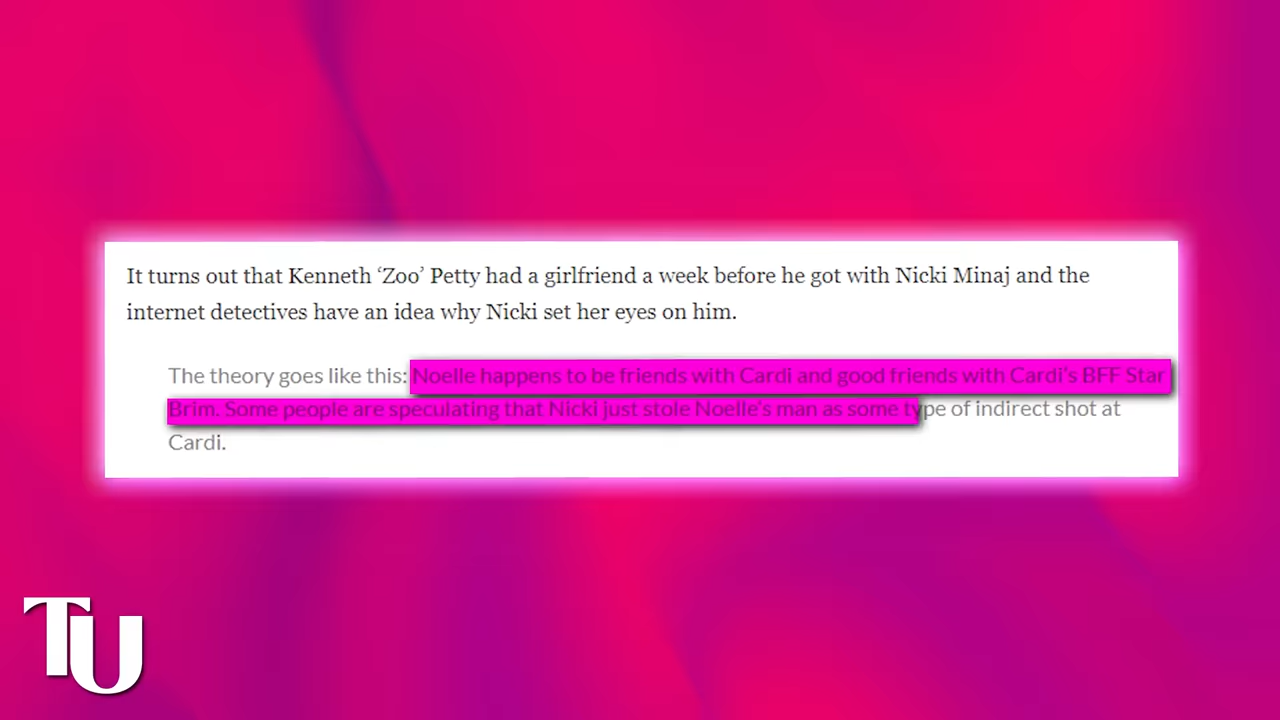 It turns out that Kenneth ‘Zoo’ Petty had a girlfriend a week before he got with Nicki Minaj and the
internet detectives have an idea why Nicki set her eyes on him.
The theory goes like this: Noelle happens to be friends with Cardi and good friends with Cardi's BFF Star
Brim. Some people are speculating that Nicki just stole Noelle's man as some type of indirect shot at
Cardi.
TU